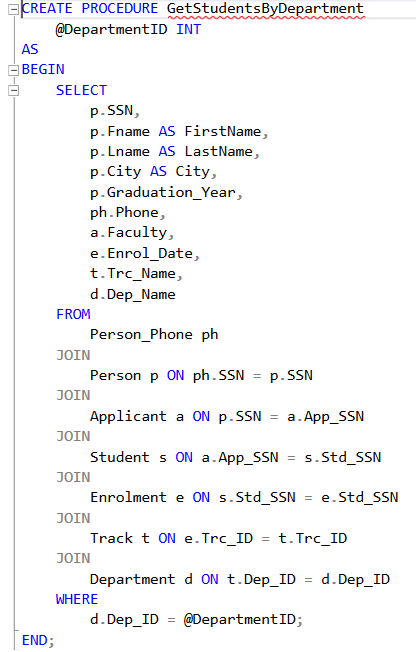 CREATE PROCEDURE GetStudentsByDepartment
    @DepartmentID INT
AS
BEGIN
    SELECT
        p.SSN,
        p.Fname AS FirstName,
        p.Lname AS LastName,
        p.City AS City,
        p.Graduation_Year,
        ph.Phone,
        a.Faculty,
        e.Enrol_Date,
        t.Trc_Name,
        d.Dep_Name
    FROM
        Person_Phone ph
    JOIN
        Person p ON ph.SSN = p.SSN
    JOIN
        Applicant a ON p.SSN = a.App_SSN
    JOIN
        Student s ON a.App_SSN = s.Std_SSN
    JOIN
        Enrolment e ON s.Std_SSN = e.Std_SSN
    JOIN
        Track t ON e.Trc_ID = t.Trc_ID
    JOIN
        Department d ON t.Dep_ID = d.Dep_ID
    WHERE
        d.Dep_ID = @DepartmentID;
END;